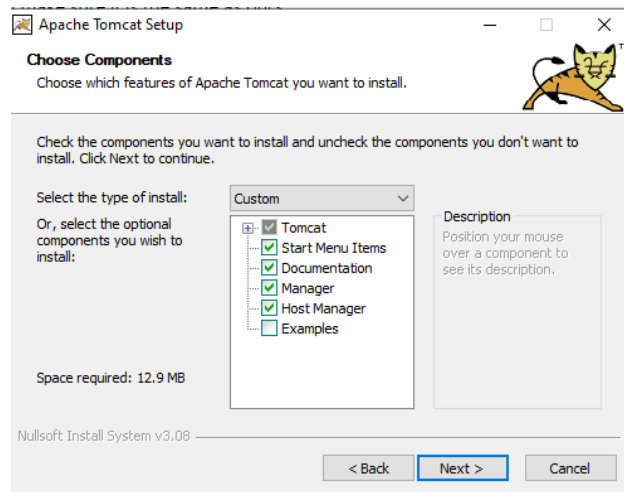 Apache Tomcat Setup
Choose Components
Choose which features of Apache Tomcat you want to install.
TM
Check the components you want to install and uncheck the components you don't want to
install. Click Next to continue.
Select the type of install:
Custom
Or, select the optional
components you wish to
install:
Tomcat
Start Menu Items
Documentation
Manager
Host Manager
Examples
Description
Position your mouse
over a component to
see its description.
Space required: 12.9 MB
Nullsoft Install System v3.08
< Back
Next >
Cancel